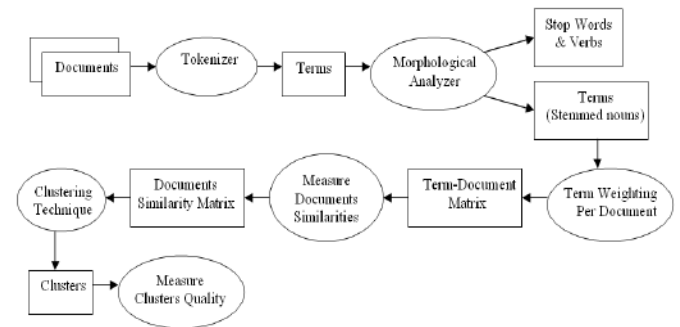 Documents
Tokenizer
Terms
Morphological
Analyzer
Stop Words
& Verbs
Terms
(Stemmed nouns)
Term Weighting
Per Document
Term-Document
Matrix
Measure
Documents
Similarities
Documents
Similarity Matrix
Clustering
Technique
Clusters
Measure
Clusters Quality